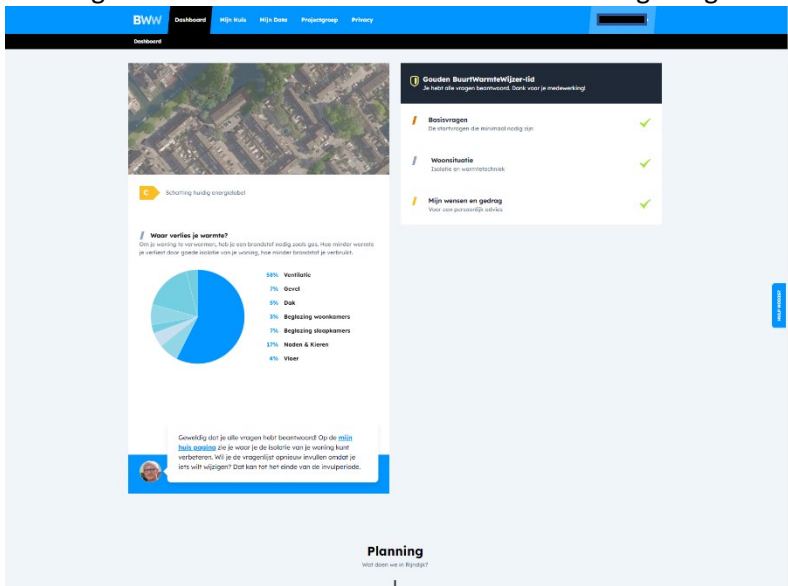 BWW Dashboard Mijn Huis Mijn Data Projectgroep Privacy
Dashboard
Gouden BuurtWarmteWijzer-lid
Je hebt alle vragen beantwoord. Dank voor je medewerking!
Basisvragen
De startvragen die minimaal nodig zijn
Woonsituatie
Isolatie en warmtetechniek
Mijn wensen en gedrag
Voor een persoonlijk advies
C Schatting huidig energielabel
Waar verlies je warmte?
Om je woning te verwarmen, heb je een brandstof nodig zoals gas. Hoe minder warmte
je verliest door goede isolatie van je woning, hoe minder brandstof je verbruikt.
58% Ventilatie
7% Gevel
5% Dak
3% Beglazing woonkamers
7% Beglazing slaapkamers
17% Naden & Kieren
4% Vloer
Geweldig dat je alle vragen hebt beantwoord! Op de mijn
huis pagina zie je waar je de isolatie van je woning kunt
verbeteren. Wil je de vragenlijst opnieuw invullen omdat je
iets wilt wijzigen? Dat kan tot het einde van de invulperiode.
Planning
Wat doen we in Rijndijk?